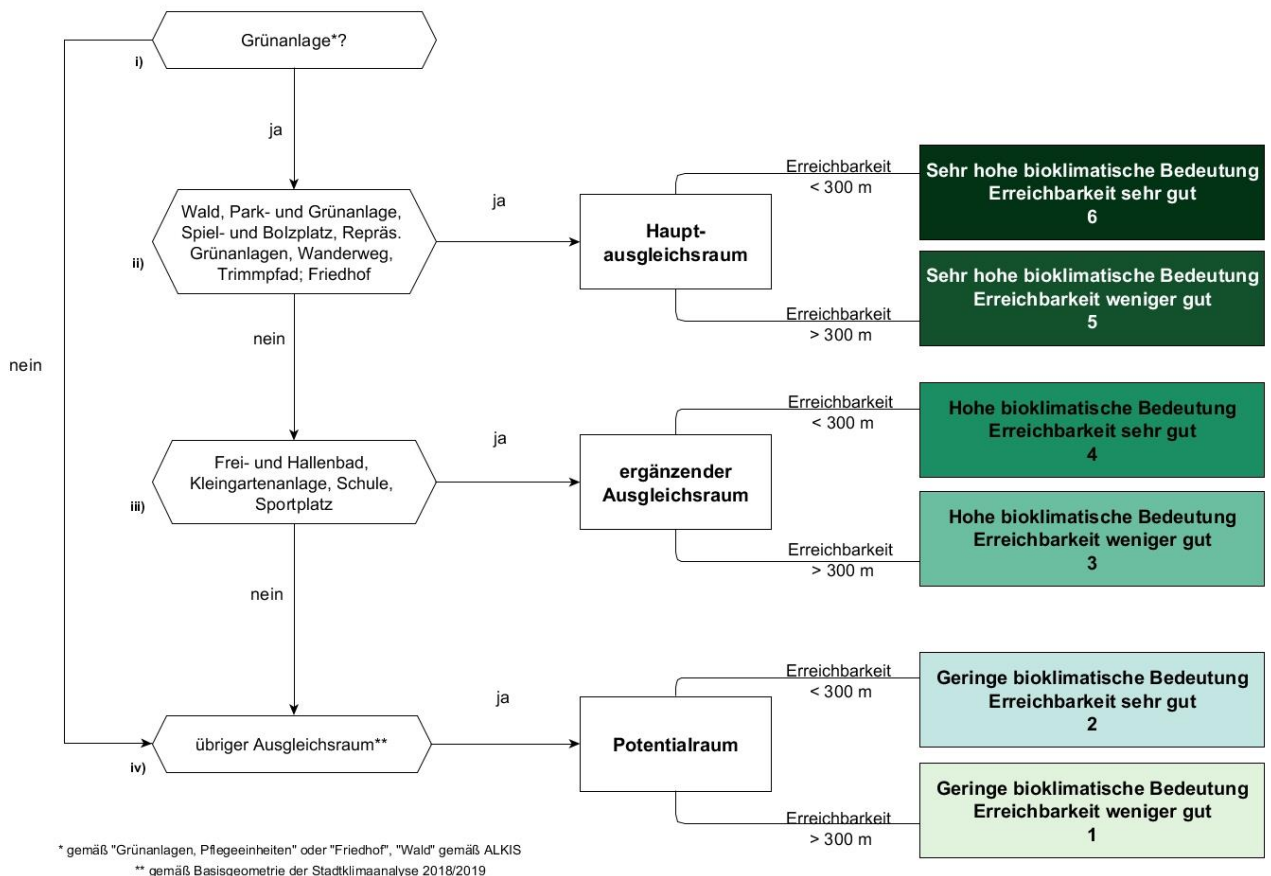 Grünanlage*?
i)
ja
Wald, Park- und Grünanlage,
Spiel- und Bolzplatz, Repräs.
Grünanlagen, Wanderweg,
Trimmpfad; Friedhof
ii)
ja
Haupt-
ausgleichsraum
Erreichbarkeit
< 300 m
Sehr hohe bioklimatische Bedeutung
Erreichbarkeit sehr gut
6
Erreichbarkeit
> 300 m
Sehr hohe bioklimatische Bedeutung
Erreichbarkeit weniger gut
5
nein
nein
Frei- und Hallenbad,
Kleingartenanlage, Schule,
Sportplatz
iii)
ja
ergänzender
Ausgleichsraum
Erreichbarkeit
< 300 m
Hohe bioklimatische Bedeutung
Erreichbarkeit sehr gut
4
Erreichbarkeit
> 300 m
Hohe bioklimatische Bedeutung
Erreichbarkeit weniger gut
3
nein
übriger Ausgleichsraum**
iv)
ja
Potentialraum
Erreichbarkeit
< 300 m
Geringe bioklimatische Bedeutung
Erreichbarkeit sehr gut
2
Erreichbarkeit
> 300 m
Geringe bioklimatische Bedeutung
Erreichbarkeit weniger gut
1
* gemäß "Grünanlagen, Pflegeeinheiten" oder "Friedhof", "Wald" gemäß ALKIS
** gemäß Basisgeometrie der Stadtklimaanalyse 2018/2019